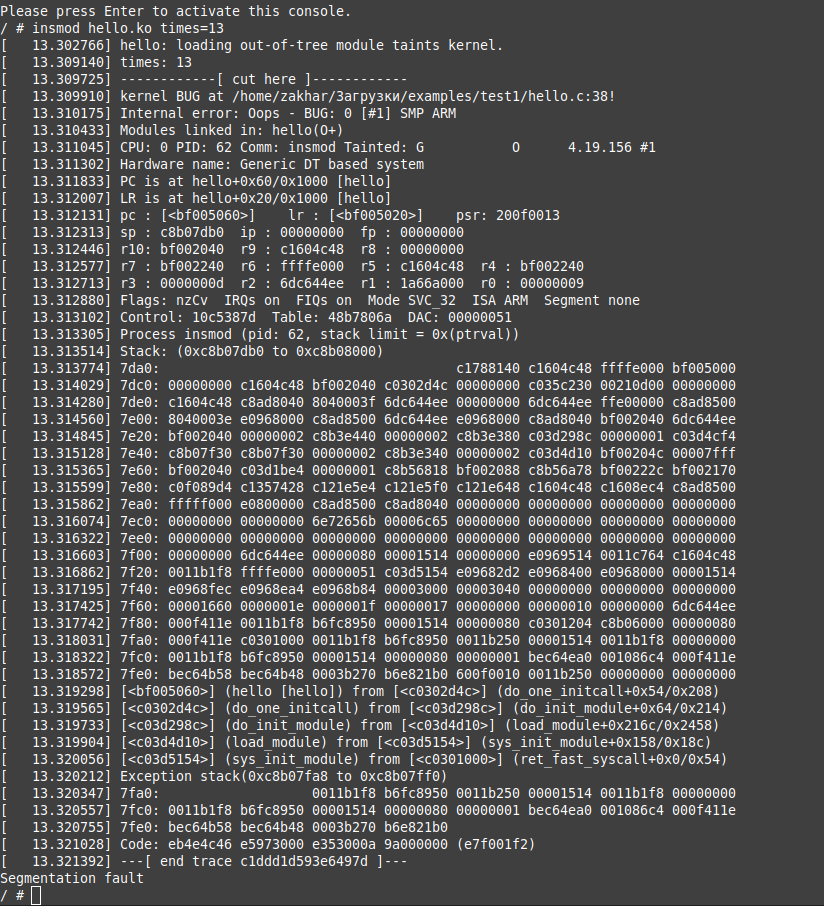 Please press Enter to activate this console.
/ # insmod hello.ko times=13
[   13.302766] hello: loading out-of-tree module taints kernel.
[   13.309140] times: 13
[   13.309725] ------------[ cut here ]------------
[   13.309910] kernel BUG at /home/zakhar/Загрузки/examples/test1/hello.c:38!
[   13.310175] Internal error: Oops - BUG: 0 [#1] SMP ARM
[   13.310433] Modules linked in: hello(O+)
[   13.311045] CPU: 0 PID: 62 Comm: insmod Tainted: G           O      4.19.156 #1
[   13.311302] Hardware name: Generic DT based system
[   13.311833] PC is at hello+0x60/0x1000 [hello]
[   13.312007] LR is at hello+0x20/0x1000 [hello]
[   13.312131] pc : [<bf005060>]    lr : [<bf005020>]    psr: 200f0013
[   13.312313] sp : c8b07db0  ip : 00000000  fp : 00000000
[   13.312446] r10: bf002040  r9 : c1604c48  r8 : 00000000
[   13.312577] r7 : bf002240  r6 : ffffe000  r5 : c1604c48  r4 : bf002240
[   13.312713] r3 : 0000000d  r2 : 6dc644ee  r1 : 1a66a000  r0 : 00000009
[   13.312880] Flags: nzCv  IRQs on  FIQs on  Mode SVC_32  ISA ARM  Segment none
[   13.313102] Control: 10c5387d  Table: 48b7806a  DAC: 00000051
[   13.313305] Process insmod (pid: 62, stack limit = 0x(ptrval))
[   13.313514] Stack: (0xc8b07db0 to 0xc8b08000)
[   13.313774] 7da0:                                     c1788140 c1604c48 ffffe000 bf005000
[   13.314029] 7dc0: 00000000 c1604c48 bf002040 c0302d4c 00000000 c035c230 00210d00 00000000
[   13.314280] 7de0: c1604c48 c8ad8040 8040003f 6dc644ee 00000000 6dc644ee ffe00000 c8ad8500
[   13.314560] 7e00: 8040003e e0968000 c8ad8500 6dc644ee e0968000 c8ad8040 bf002040 6dc644ee
[   13.314845] 7e20: bf002040 00000002 c8b3e440 00000002 c8b3e380 c03d298c 00000001 c03d4cf4
[   13.315128] 7e40: c8b07f30 c8b07f30 00000002 c8b3e340 00000002 c03d4d10 bf00204c 00007fff
[   13.315365] 7e60: bf002040 c03d1be4 00000001 c8b56818 bf002088 c8b56a78 bf00222c bf002170
[   13.315599] 7e80: c0f089d4 c1357428 c121e5e4 c121e5f0 c121e648 c1604c48 c1608ec4 c8ad8500
[   13.315862] 7ea0: fffff000 e0800000 c8ad8500 c8ad8040 00000000 00000000 00000000 00000000
[   13.316074] 7ec0: 00000000 00000000 6e72656b 00006c65 00000000 00000000 00000000 00000000
[   13.316322] 7ee0: 00000000 00000000 00000000 00000000 00000000 00000000 00000000 00000000
[   13.316603] 7f00: 00000000 6dc644ee 00000080 00001514 00000000 e0969514 0011c764 c1604c48
[   13.316862] 7f20: 0011b1f8 ffffe000 00000051 c03d5154 e09682d2 e0968400 e0968000 00001514
[   13.317195] 7f40: e0968fec e0968ea4 e0968b84 00003000 00003040 00000000 00000000 00000000
[   13.317425] 7f60: 00001660 0000001e 0000001f 00000017 00000000 00000010 00000000 6dc644ee
[   13.317742] 7f80: 000f411e 0011b1f8 b6fc8950 00001514 00000080 c0301204 c8b06000 00000080
[   13.318031] 7fa0: 000f411e c0301000 0011b1f8 b6fc8950 0011b250 00001514 0011b1f8 00000000
[   13.318322] 7fc0: 0011b1f8 b6fc8950 00001514 00000080 00000001 bec64ea0 001086c4 000f411e
[   13.318572] 7fe0: bec64b58 bec64b48 0003b270 b6e821b0 600f0010 0011b250 00000000 00000000
[   13.319298] [<bf005060>] (hello [hello]) from [<c0302d4c>] (do_one_initcall+0x54/0x208)
[   13.319565] [<c0302d4c>] (do_one_initcall) from [<c03d298c>] (do_init_module+0x64/0x214)
[   13.319733] [<c03d298c>] (do_init_module) from [<c03d4d10>] (load_module+0x216c/0x2458)
[   13.319904] [<c03d4d10>] (load_module) from [<c03d5154>] (sys_init_module+0x158/0x18c)
[   13.320056] [<c03d5154>] (sys_init_module) from [<c0301000>] (ret_fast_syscall+0x0/0x54)
[   13.320212] Exception stack(0xc8b07fa8 to 0xc8b07ff0)
[   13.320347] 7fa0:                   0011b1f8 b6fc8950 0011b250 00001514 0011b1f8 00000000
[   13.320557] 7fc0: 0011b1f8 b6fc8950 00001514 00000080 00000001 bec64ea0 001086c4 000f411e
[   13.320755] 7fe0: bec64b58 bec64b48 0003b270 b6e821b0
[   13.321028] Code: eb4e4c46 e5973000 e353000a 9a000000 (e7f001f2)
[   13.321392] ---[ end trace c1ddd1d593e6497d ]---
Segmentation fault
/ #